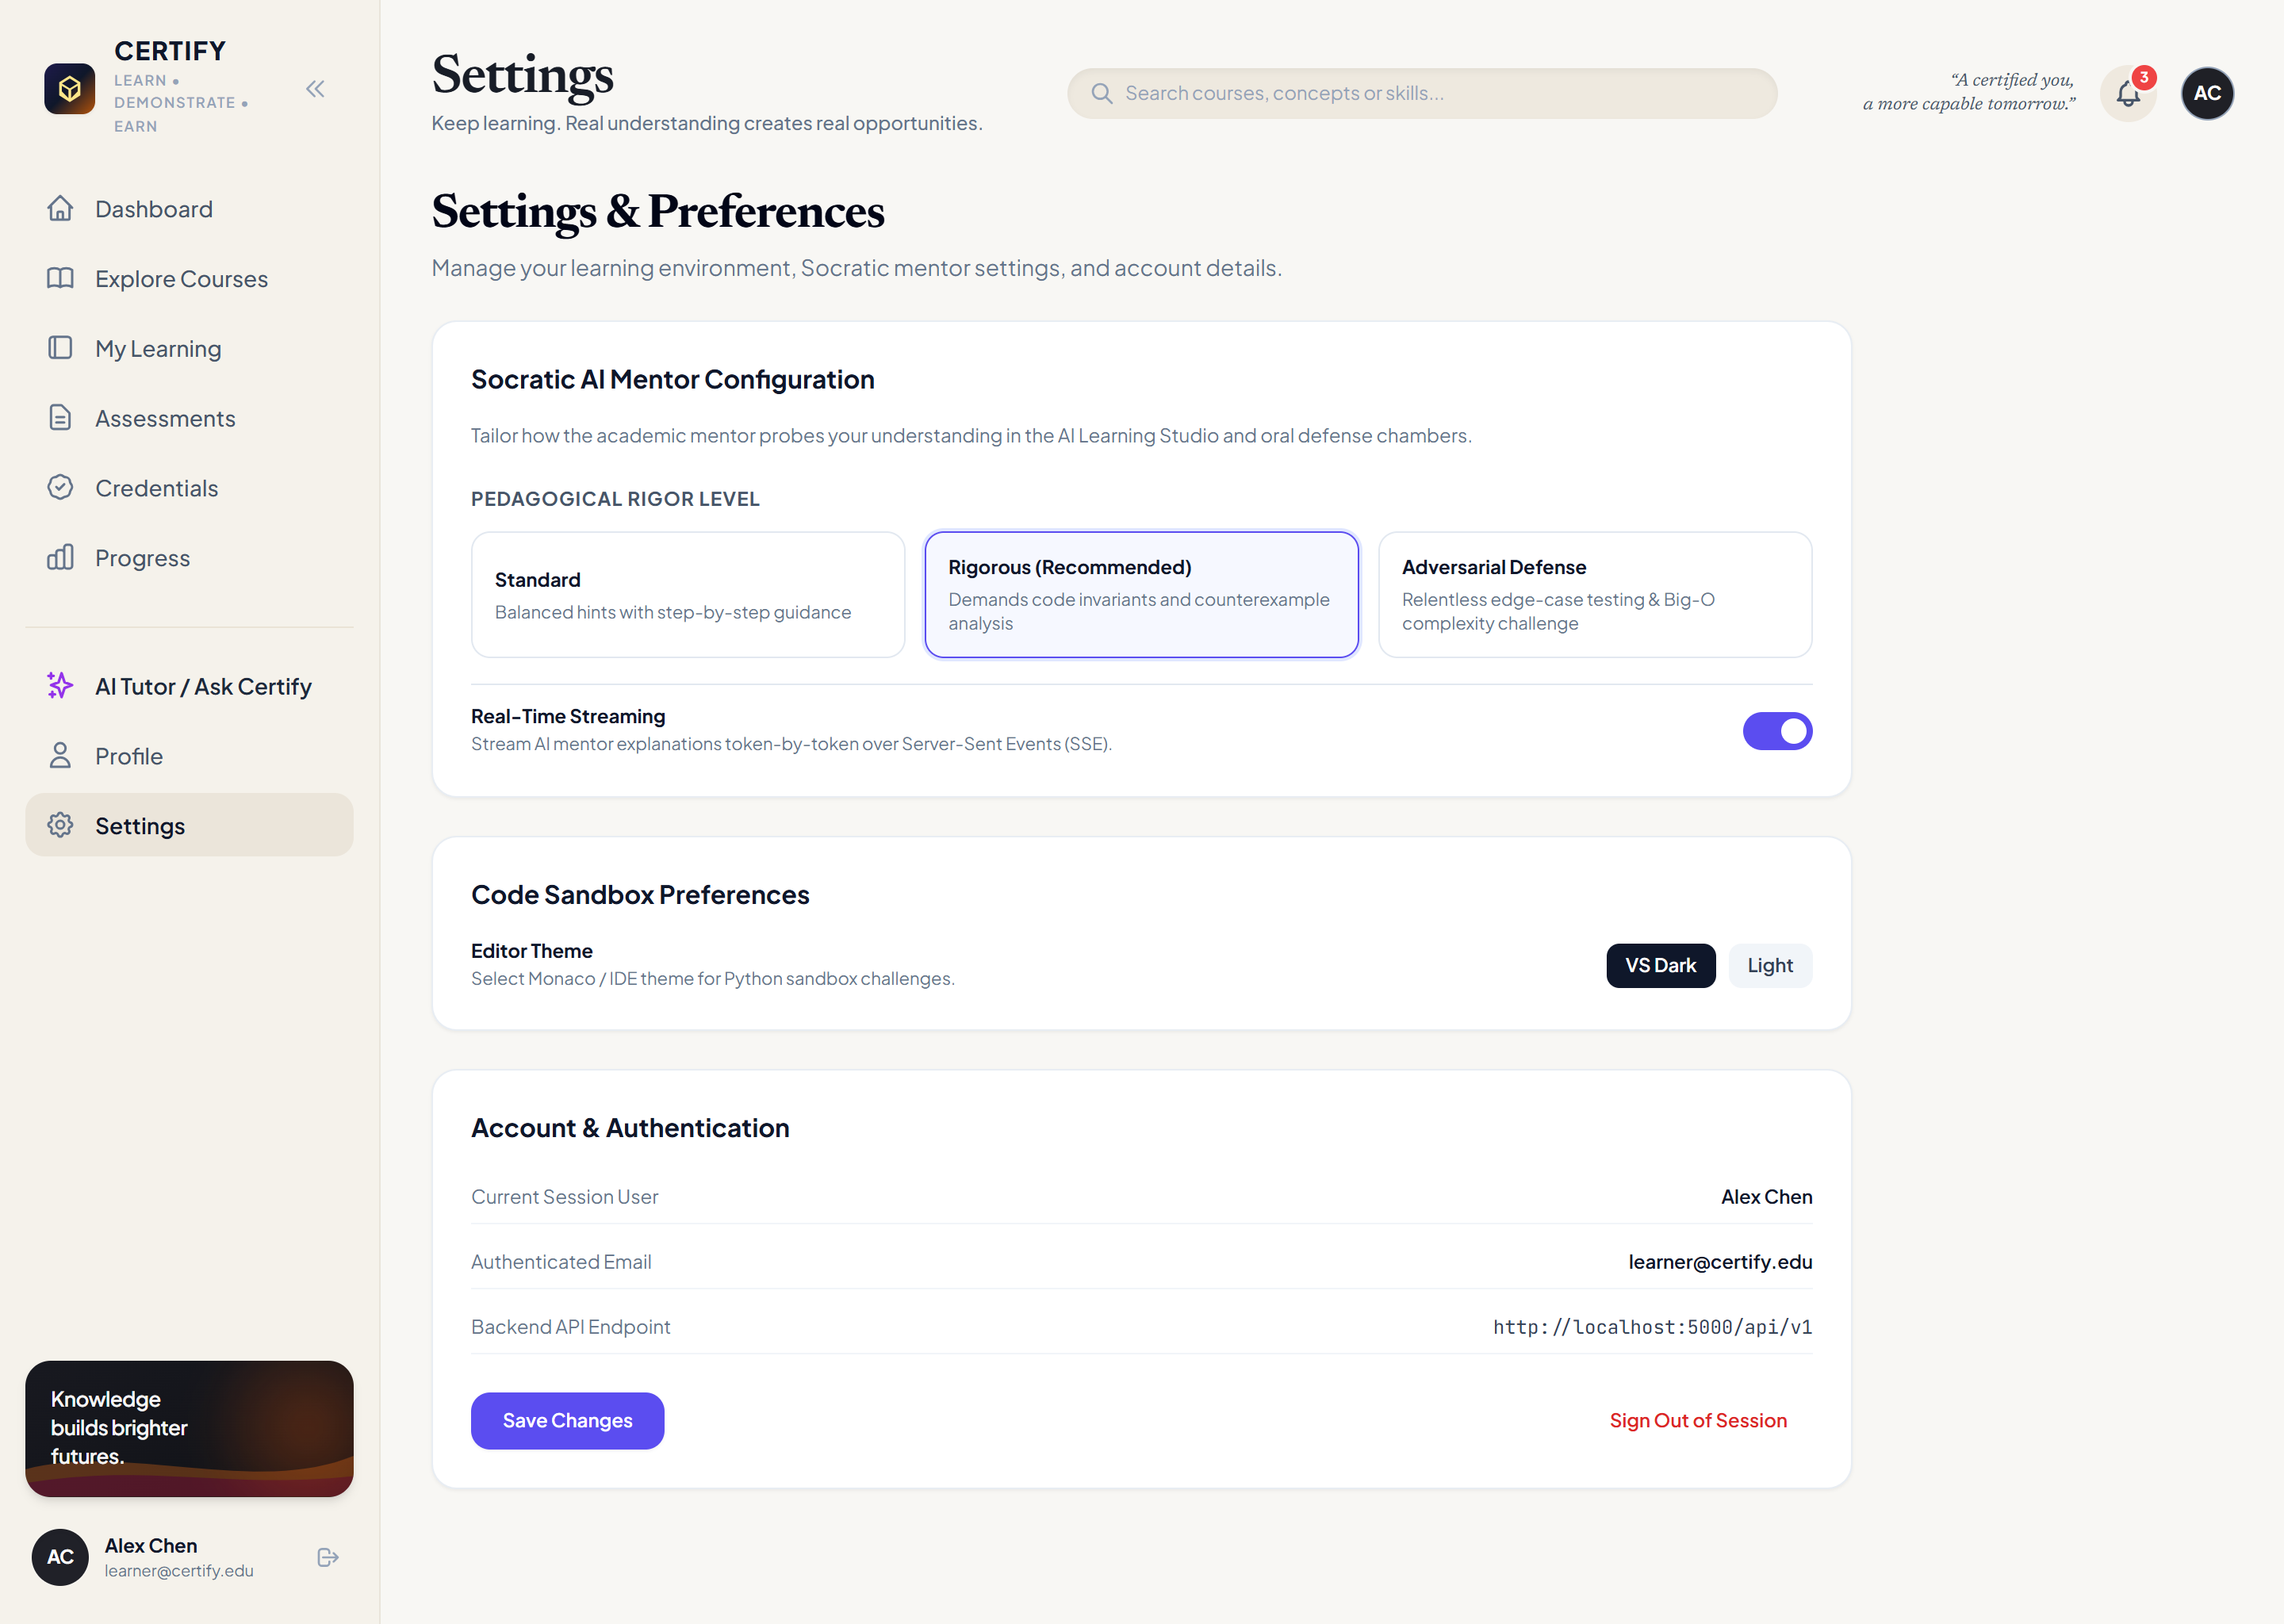 CERTIFY
LEARN •
DEMONSTRATE •
EARN
Dashboard
Explore Courses
My Learning
Assessments
Credentials
Progress
AI Tutor / Ask Certify
Profile
Settings
Knowledge
builds brighter
futures.
AC
Alex Chen
learner@certify.edu
Settings
Keep learning. Real understanding creates real opportunities.
Search courses, concepts or skills...
“A certified you,
a more capable tomorrow.”
3
AC
Settings & Preferences
Manage your learning environment, Socratic mentor settings, and account details.
Socratic AI Mentor Configuration
Tailor how the academic mentor probes your understanding in the AI Learning Studio and oral defense chambers.
PEDAGOGICAL RIGOR LEVEL
Standard
Balanced hints with step-by-step guidance
Rigorous (Recommended)
Demands code invariants and counterexample
analysis
Adversarial Defense
Relentless edge-case testing & Big-O
complexity challenge
Real-Time Streaming
Stream AI mentor explanations token-by-token over Server-Sent Events (SSE).
Code Sandbox Preferences
Editor Theme
Select Monaco / IDE theme for Python sandbox challenges.
VS Dark
Light
Account & Authentication
Current Session User
Alex Chen
Authenticated Email
learner@certify.edu
Backend API Endpoint
http://localhost:5000/api/v1
Save Changes
Sign Out of Session